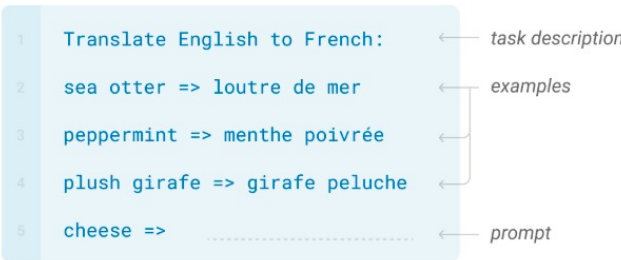 1 Translate English to French: task description
2 sea otter => loutre de mer examples
3 peppermint => menthe poivrée
4 plush girafe => girafe peluche
5 cheese => prompt